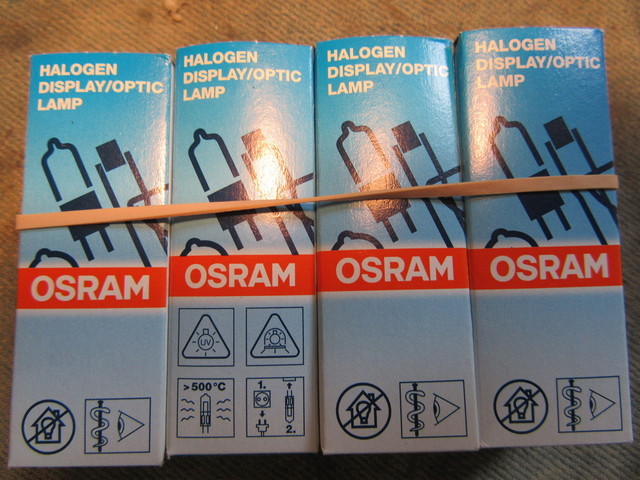 HALOGEN
DISPLAY/OPTIC
LAMP
OSRAM
HALOGEN
DISPLAY/OPTIC
LAMP
OSRAM
UV
>500°C
1.
2.
HALOGEN
DISPLAY/OPTIC
LAMP
OSRAM
HALOGEN
DISPLAY/OPTIC
LAMP
OSRAM